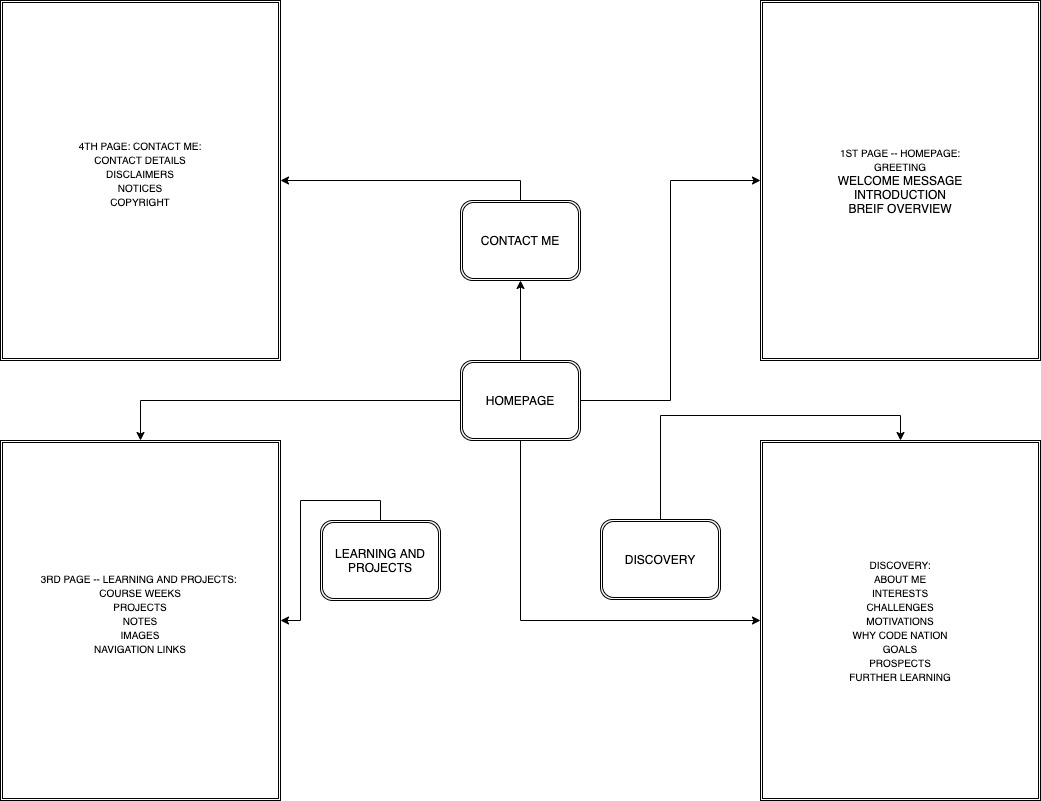 4TH PAGE: CONTACT ME:
CONTACT DETAILS
DISCLAIMERS
NOTICES
COPYRIGHT
1ST PAGE -- HOMEPAGE:
GREETING
WELCOME MESSAGE
INTRODUCTION
BREIF OVERVIEW
CONTACT ME
HOMEPAGE
LEARNING AND
PROJECTS
DISCOVERY
3RD PAGE -- LEARNING AND PROJECTS:
COURSE WEEKS
PROJECTS
NOTES
IMAGES
NAVIGATION LINKS
DISCOVERY:
ABOUT ME
INTERESTS
CHALLENGES
MOTIVATIONS
WHY CODE NATION
GOALS
PROSPECTS
FURTHER LEARNING